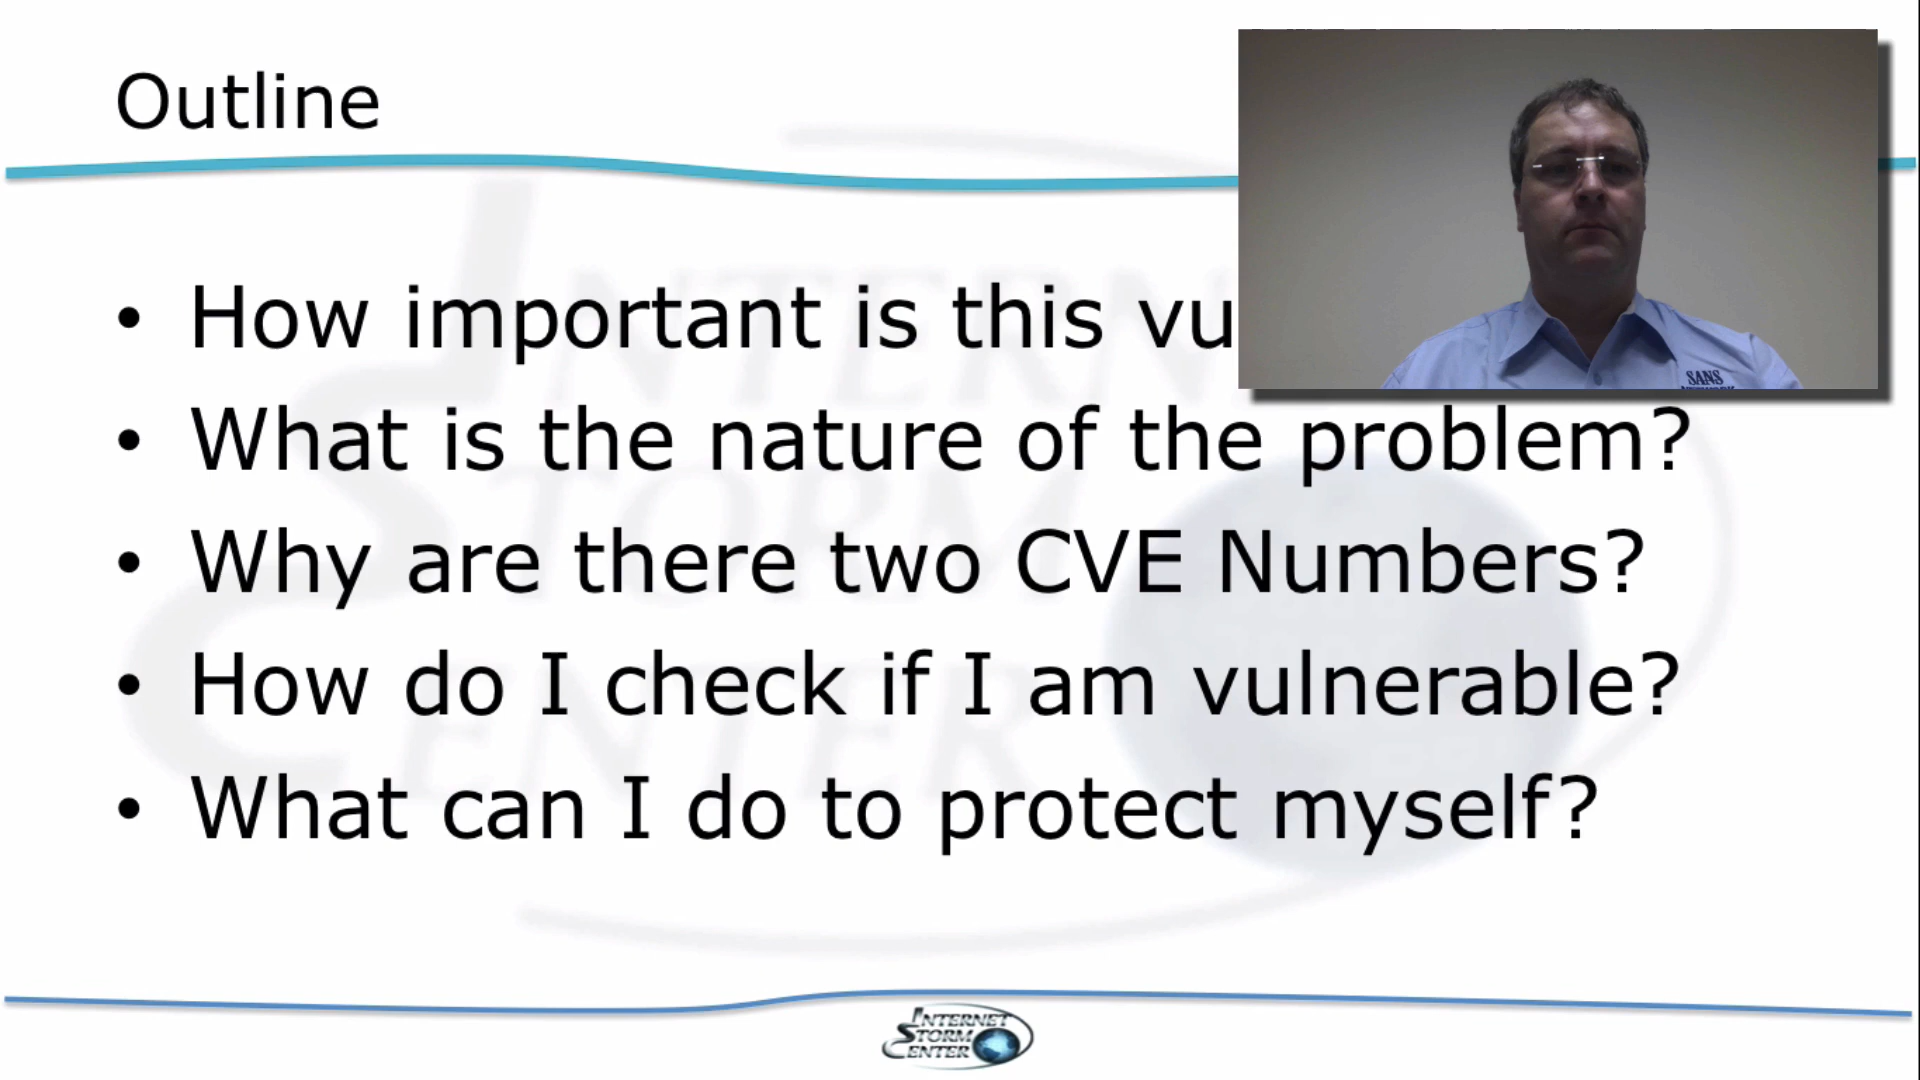 Outline
• How important is this vu
• What is the nature of the problem?
• Why are there two CVE Numbers?
• How do I check if I am vulnerable?
• What can I do to protect myself?
SANS
INTERNET
STORM
CENTER